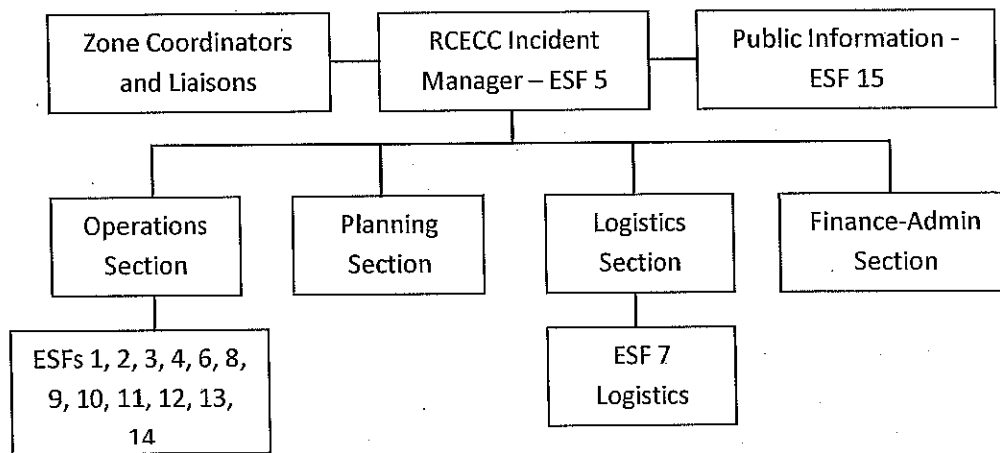 Zone Coordinators
and Liaisons
RCECC Incident
Manager – ESF 5
Public Information -
ESF 15
Operations
Section
Planning
Section
Logistics
Section
Finance-Admin
Section
ESFs 1, 2, 3, 4, 6, 8,
9, 10, 11, 12, 13,
14
ESF 7
Logistics